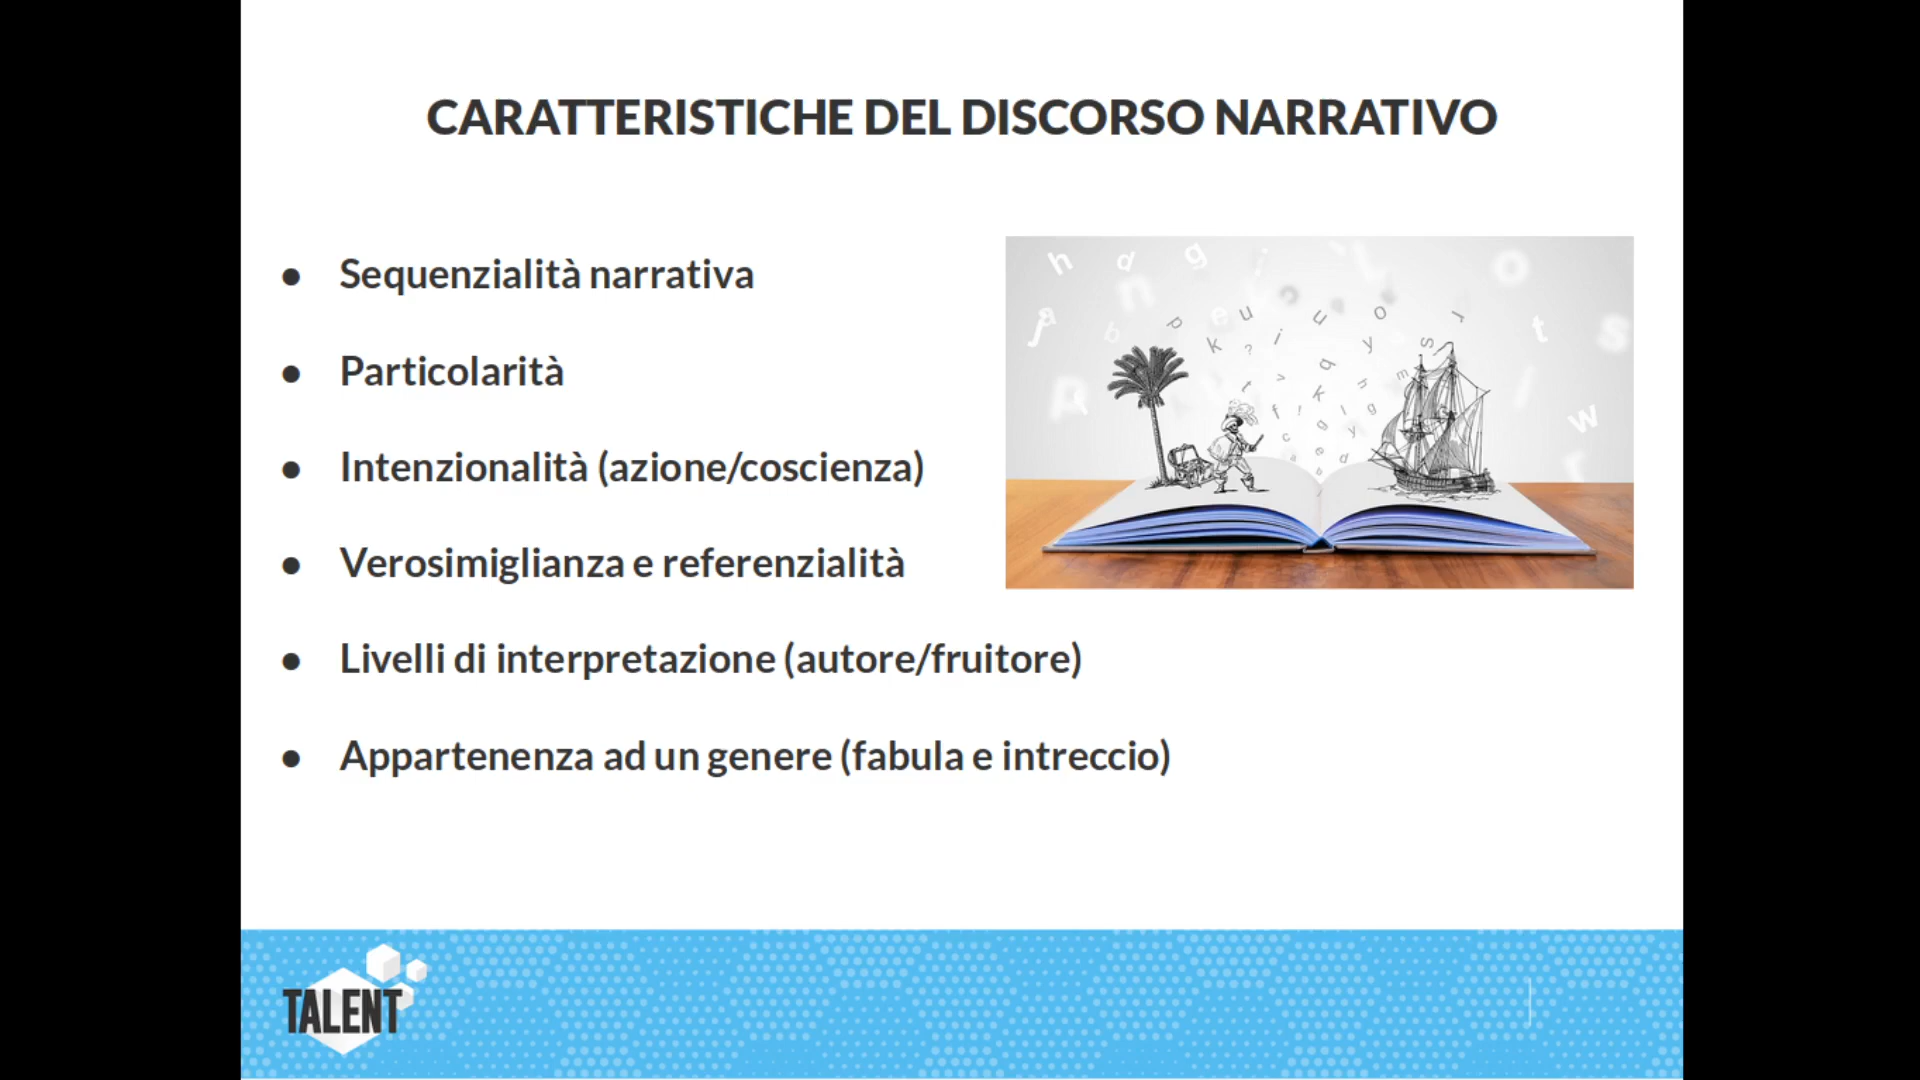 CARATTERISTICHE DEL DISCORSO NARRATIVO
● Sequenzialità narrativa
● Particolarità
● Intenzionalità (azione/coscienza)
● Verosimiglianza e referenzialità
● Livelli di interpretazione (autore/fruitore)
● Appartenenza ad un genere (fabula e intreccio)
TALENT